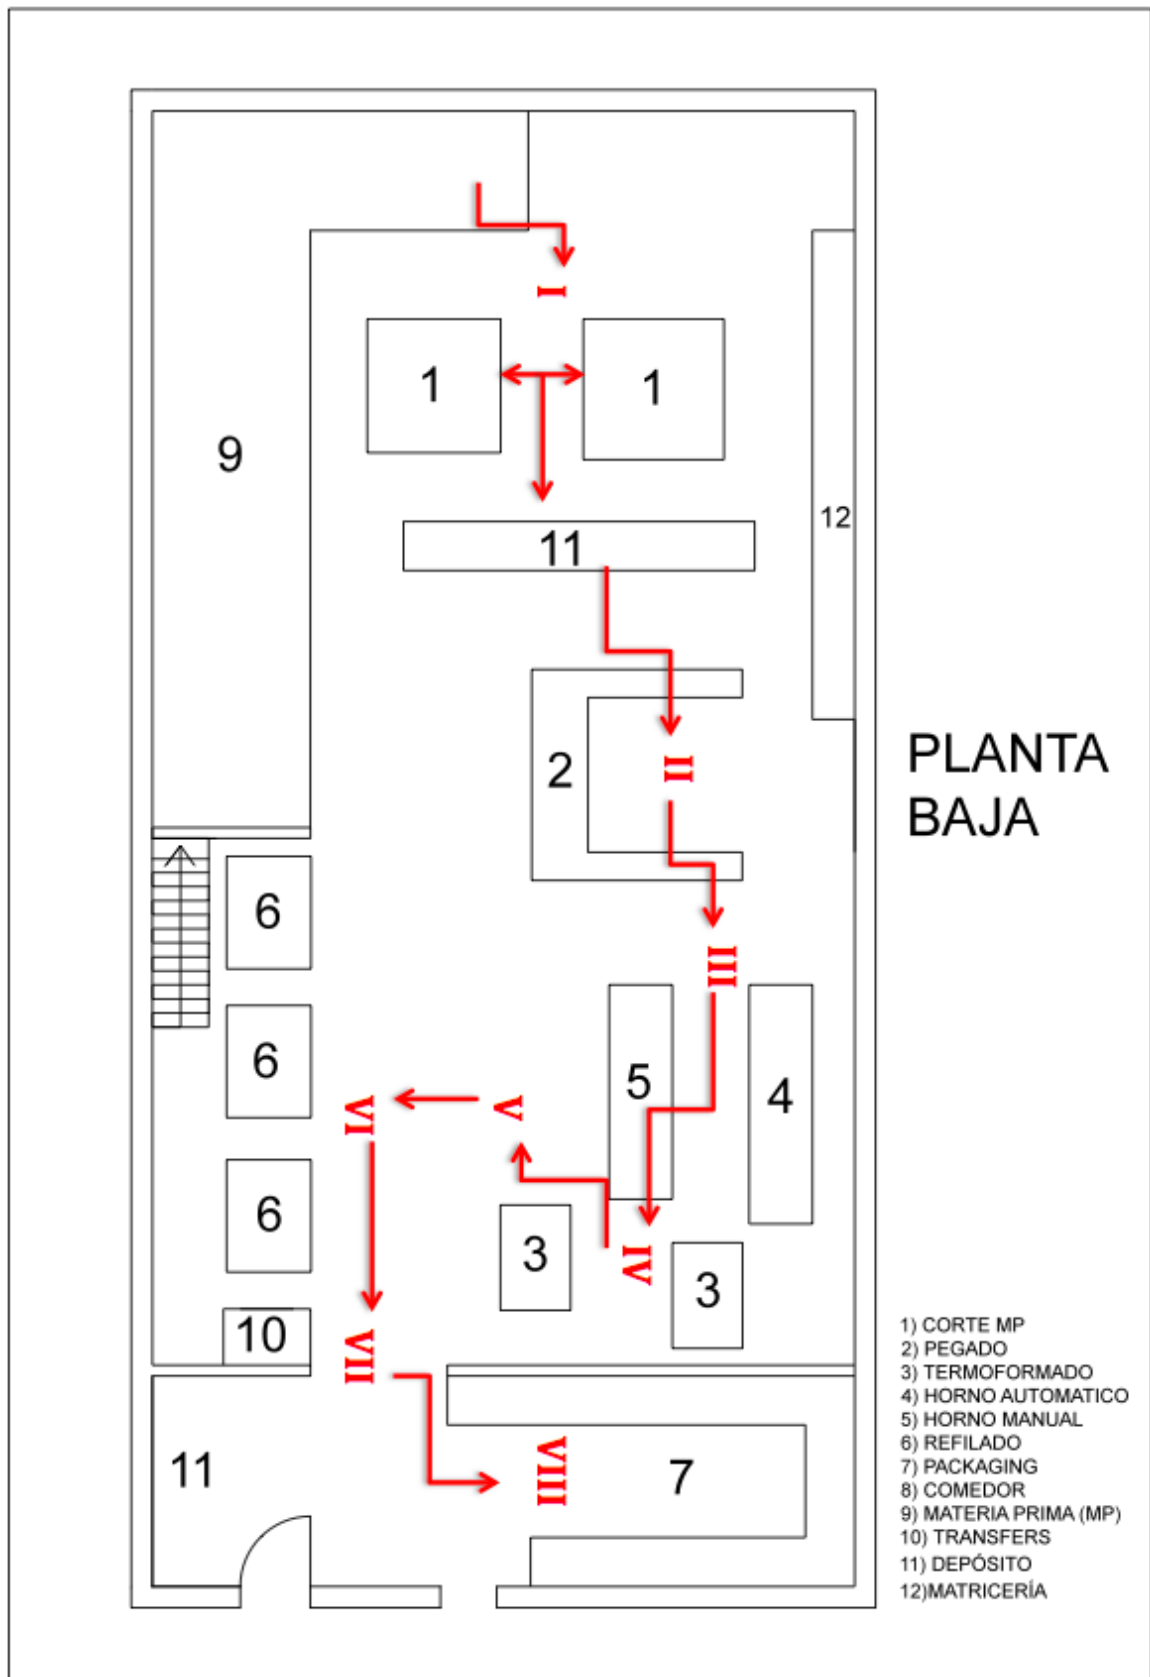 I
1
1
9
12
11
2
II
PLANTA
BAJA
6
III
6
5
4
VI
V
6
3
IV
3
10
VII
11
VIII
7
1) CORTE MP
2) PEGADO
3) TERMOFORMADO
4) HORNO AUTOMATICO
5) HORNO MANUAL
6) REFILADO
7) PACKAGING
8) COMEDOR
9) MATERIA PRIMA (MP)
10) TRANSFERS
11) DEPÓSITO
12)MATRICERÍA